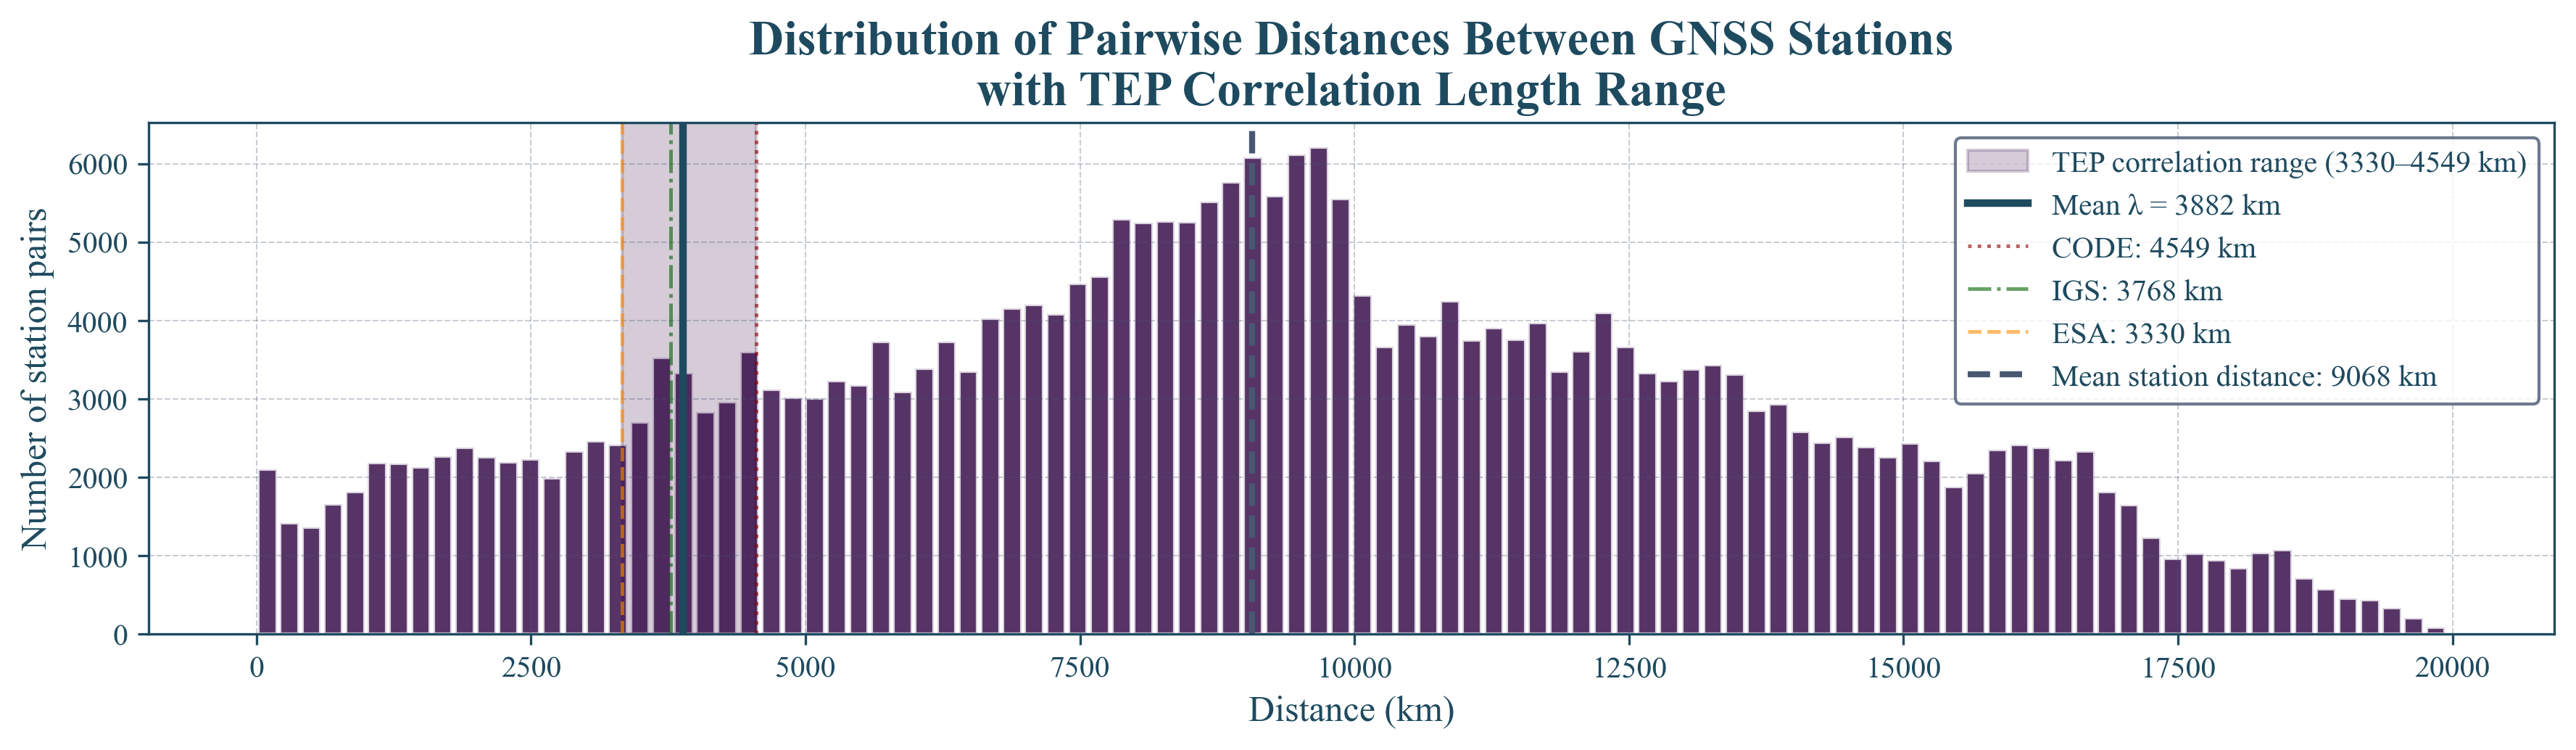 Distribution of Pairwise Distances Between GNSS Stations
with TEP Correlation Length Range
Number of station pairs
6000
5000
4000
3000
2000
1000
0
TEP correlation range (3330–4549 km)
Mean λ = 3882 km
CODE: 4549 km
IGS: 3768 km
ESA: 3330 km
Mean station distance: 9068 km
0 2500 5000 7500 10000 12500 15000 17500 20000
Distance (km)